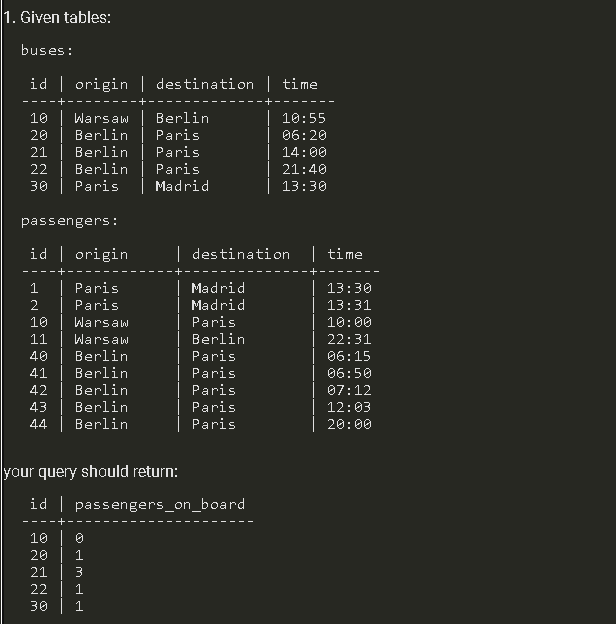 1. Given tables:
buses:
id | origin | destination | time
----+--------+-------------+-------
10 | Warsaw | Berlin | 10:55
20 | Berlin | Paris | 06:20
21 | Berlin | Paris | 14:00
22 | Berlin | Paris | 21:40
30 | Paris | Madrid | 13:30
passengers:
id | origin | destination | time
----+------------+--------------+-------
1 | Paris | Madrid | 13:30
2 | Paris | Madrid | 13:31
10 | Warsaw | Paris | 10:00
11 | Warsaw | Berlin | 22:31
40 | Berlin | Paris | 06:15
41 | Berlin | Paris | 06:50
42 | Berlin | Paris | 07:12
43 | Berlin | Paris | 12:03
44 | Berlin | Paris | 20:00
your query should return:
id | passengers_on_board
----+---------------------
10 | 0
20 | 1
21 | 3
22 | 1
30 | 1